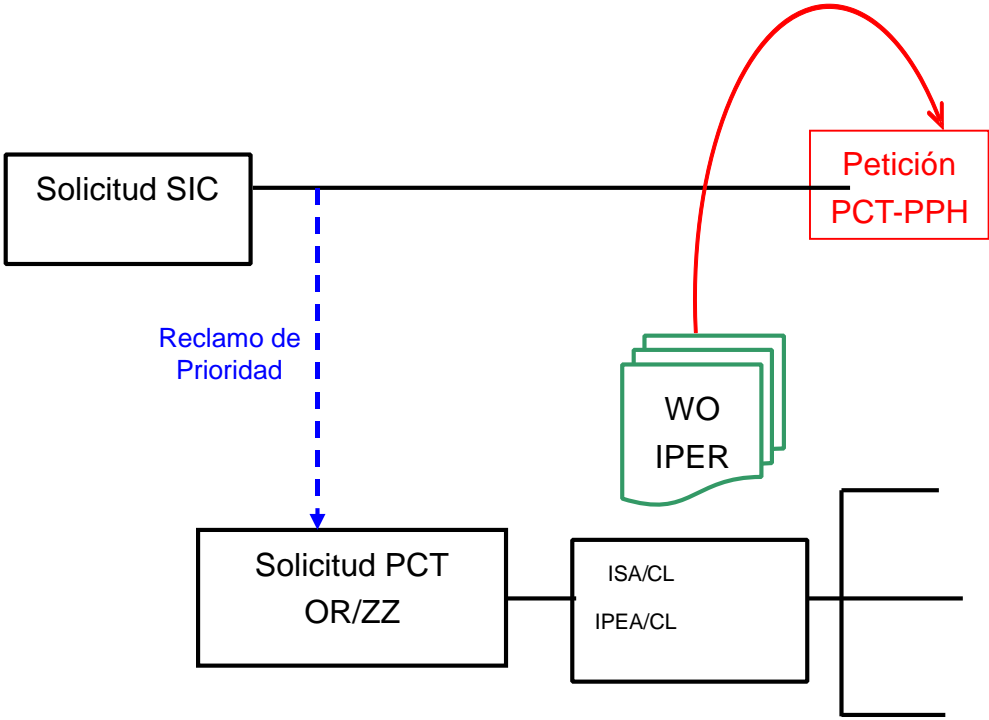 Solicitud SIC
Petición
PCT-PPH
Reclamo de
Prioridad
WO
IPER
Solicitud PCT
OR/ZZ
ISA/CL
IPEA/CL